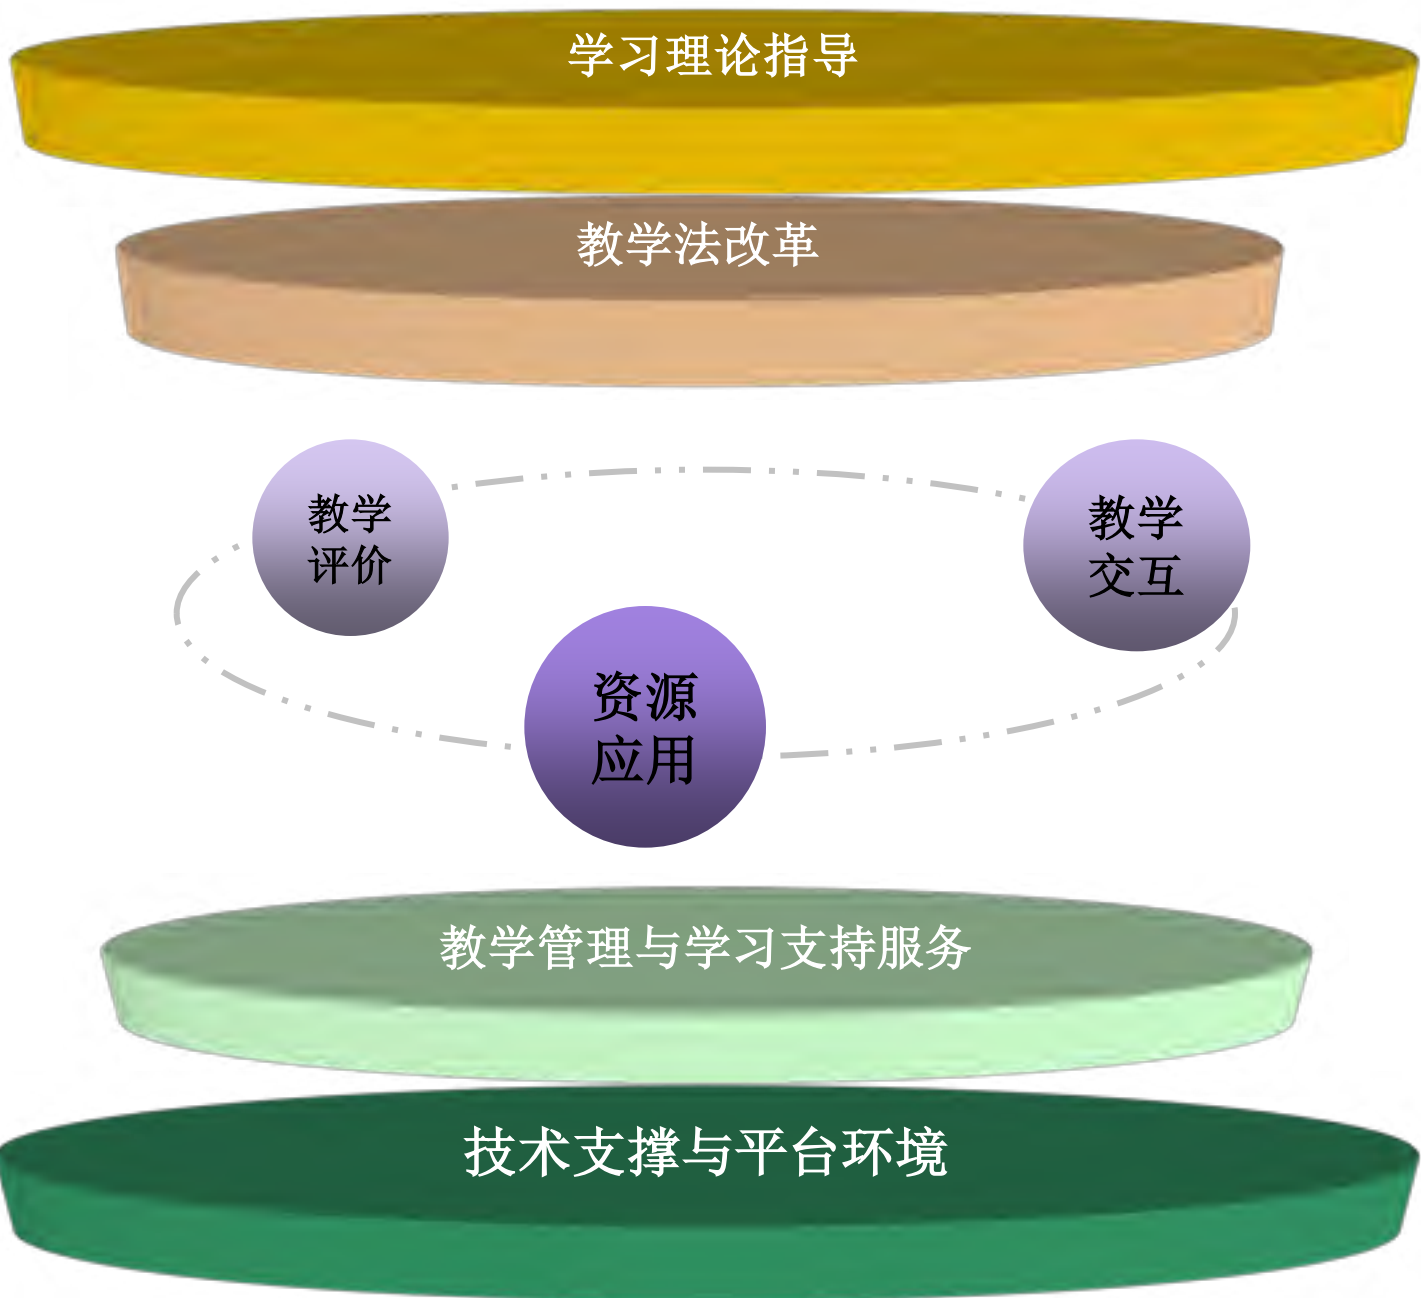 学习理论指导
教学法改革
教学
评价
教学
交互
资源
应用
教学管理与学习支持服务
技术支撑与平台环境